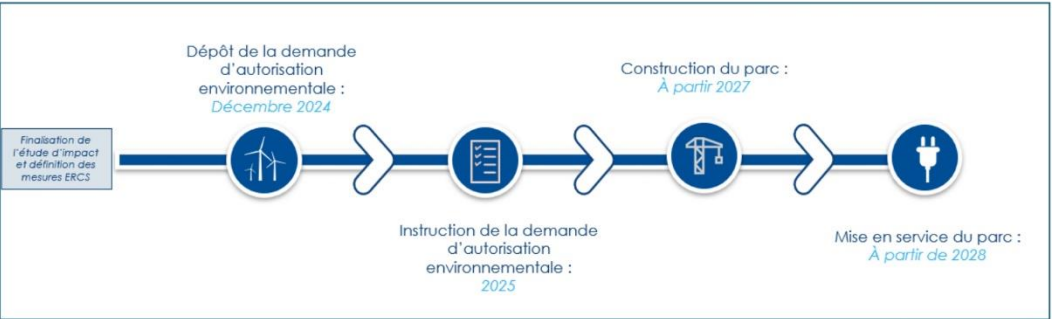 Finalisation de
l'étude d'impact
et définition des
mesures ERCS
Dépôt de la demande
d'autorisation
environnementale :
Décembre 2024
Instruction de la demande
d'autorisation
environnementale :
2025
Construction du parc :
À partir 2027
Mise en service du parc :
À partir de 2028